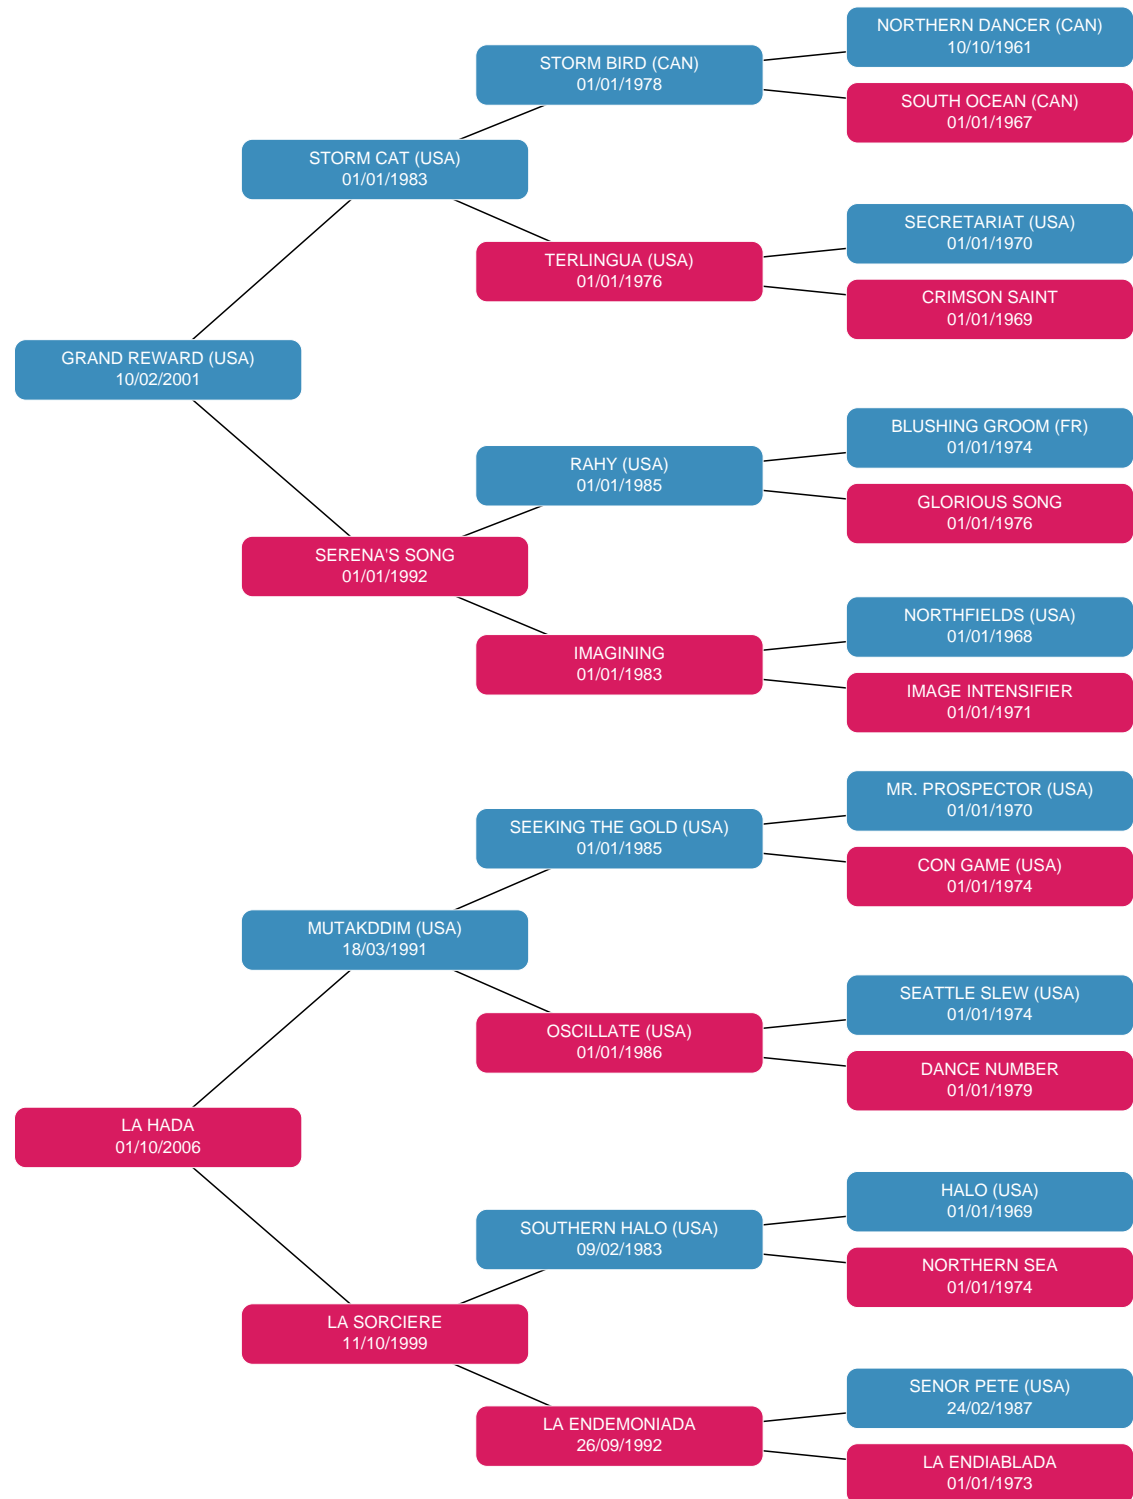 NORTHERN DANCER (CAN)
10/10/1961
STORM BIRD (CAN)
01/01/1978
SOUTH OCEAN (CAN)
01/01/1967
STORM CAT (USA)
01/01/1983
SECRETARIAT (USA)
01/01/1970
TERLINGUA (USA)
01/01/1976
CRIMSON SAINT
01/01/1969
GRAND REWARD (USA)
10/02/2001
BLUSHING GROOM (FR)
01/01/1974
RAHY (USA)
01/01/1985
GLORIOUS SONG
01/01/1976
SERENA'S SONG
01/01/1992
NORTHFIELDS (USA)
01/01/1968
IMAGINING
01/01/1983
IMAGE INTENSIFIER
01/01/1971
MR. PROSPECTOR (USA)
01/01/1970
SEEKING THE GOLD (USA)
01/01/1985
CON GAME (USA)
01/01/1974
MUTAKDDIM (USA)
18/03/1991
SEATTLE SLEW (USA)
01/01/1974
OSCILLATE (USA)
01/01/1986
DANCE NUMBER
01/01/1979
LA HADA
01/10/2006
HALO (USA)
01/01/1969
SOUTHERN HALO (USA)
09/02/1983
NORTHERN SEA
01/01/1974
LA SORCIERE
11/10/1999
SENOR PETE (USA)
24/02/1987
LA ENDEMONIADA
26/09/1992
LA ENDIABLADA
01/01/1973